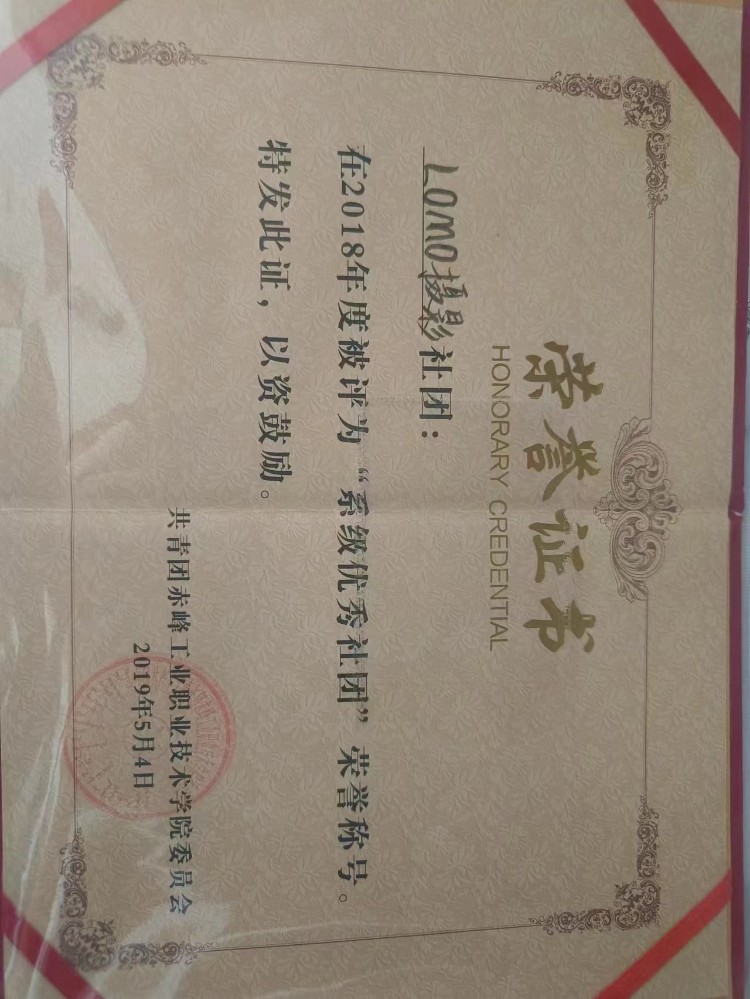 荣誉证书
HONORARY CREDENTIAL
LOMO摄影社团：
在2018年度被评为“系级优秀社团”荣誉称号。
特发此证，以资鼓励。
共青团赤峰工业职业技术学院委员会
2019年5月4日